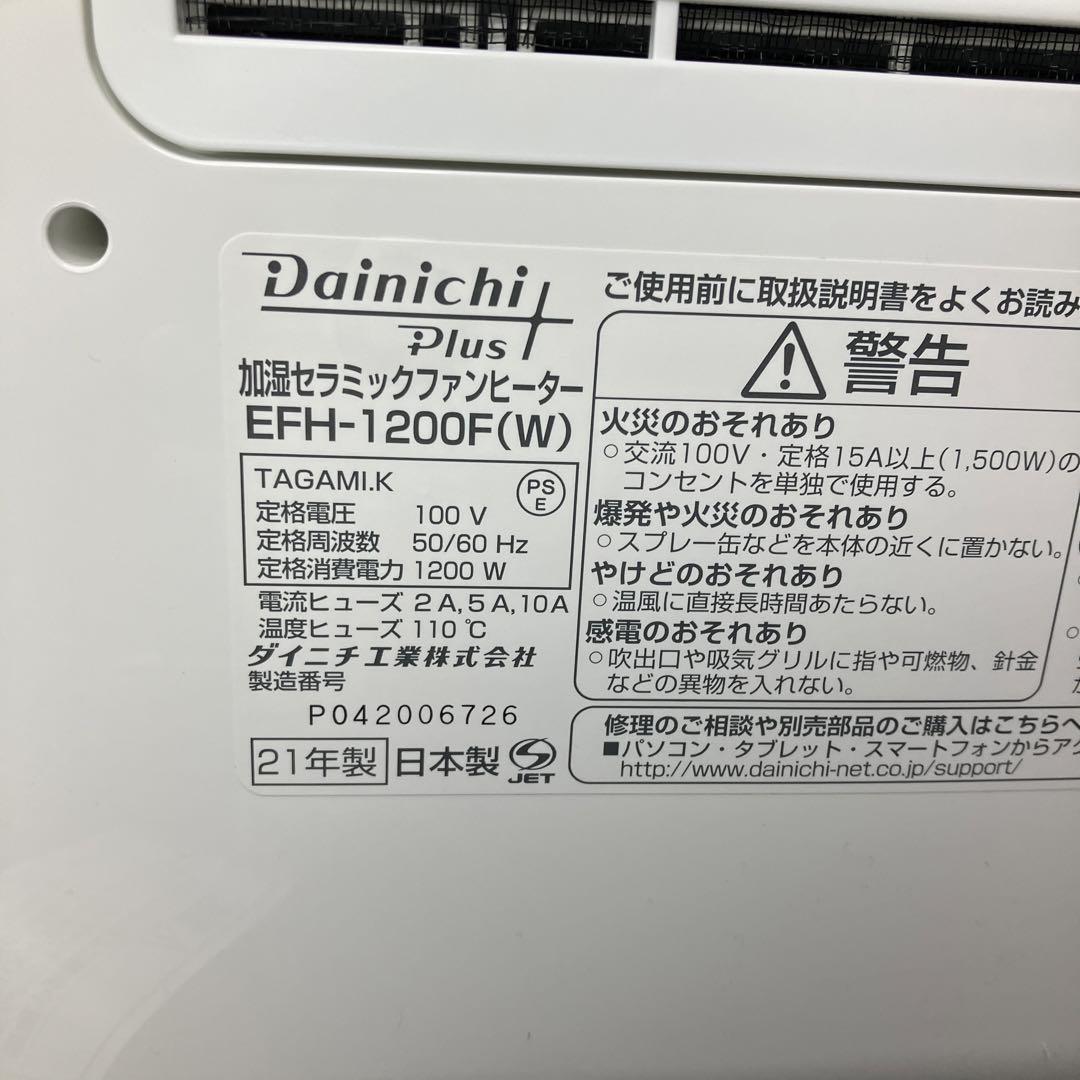 Dainichi
Plus
加湿セラミックファンヒーター
EFH-1200F(W)
TAGAMI.K
PS
E
定格電圧 100 V
定格周波数 50/60 Hz
定格消費電力 1200 W
電流ヒューズ 2 A, 5 A, 10A
温度ヒューズ 110 ℃
ダイニチ工業株式会社
製造番号
P042006726
21年製 日本製 JET
ご使用前に取扱説明書をよくお読み
警告
火災のおそれあり
○交流100V・定格15A以上(1,500W)の
コンセントを単独で使用する。
爆発や火災のおそれあり
○スプレー缶などを本体の近くに置かない。
やけどのおそれあり
○温風に直接長時間あたらない。
感電のおそれあり
○吹出口や吸気グリルに指や可燃物、針金
などの異物を入れない。
修理のご相談や別売部品のご購入はこちらへ
■パソコン・タブレット・スマートフォンからアク
http://www.dainichi-net.co.jp/support/